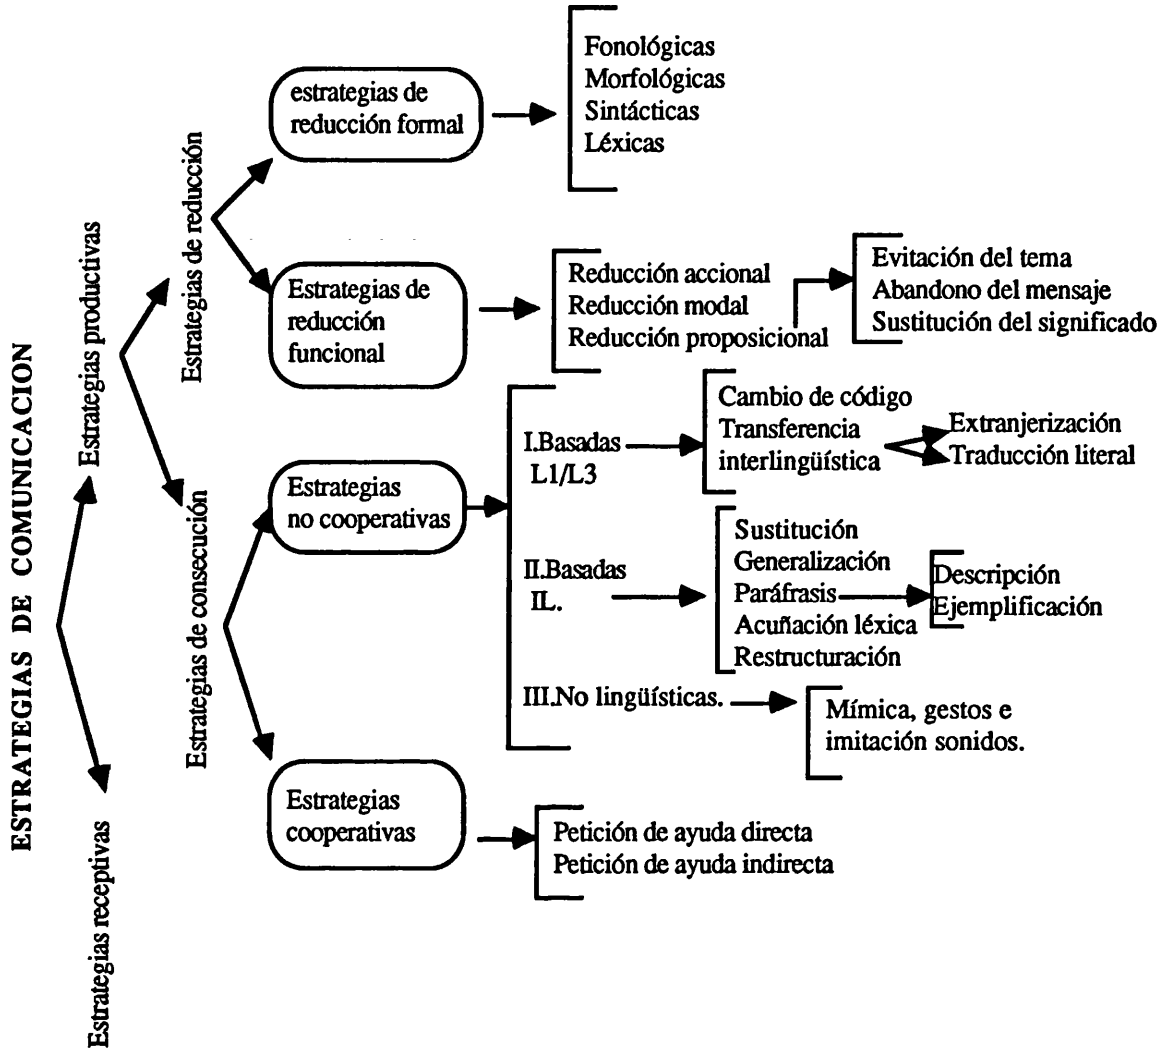 ESTRATEGIAS DE COMUNICACION
Estrategias productivas
Estrategias receptivas
Estrategias de reducción
Estrategias de consecución
estrategias de
reducción formal
Fonológicas
Morfológicas
Sintácticas
Léxicas
Estrategias de
reducción
funcional
Reducción accional
Reducción modal
Reducción proposicional
Evitación del tema
Abandono del mensaje
Sustitución del significado
Estrategias
no cooperativas
I.Basadas
L1/L3
Cambio de código
Transferencia
interlingüística
Extranjerización
Traducción literal
II.Basadas
IL.
Sustitución
Generalización
Paráfrasis
Acuñación léxica
Restructuración
Descripción
Ejemplificación
III.No lingüísticas.
Mímica, gestos e
imitación sonidos.
Estrategias
cooperativas
Petición de ayuda directa
Petición de ayuda indirecta